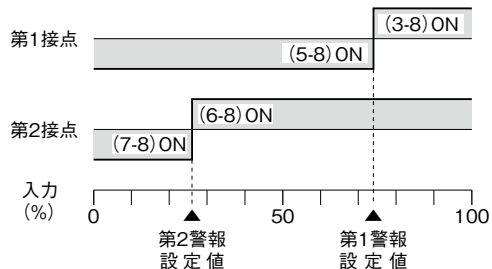 (3-8)ON
第1接点
(5-8)ON
(6-8)ON
第2接点
(7-8)ON
入力
(%)
0
50
100
第2警報
設定値
第1警報
設定値